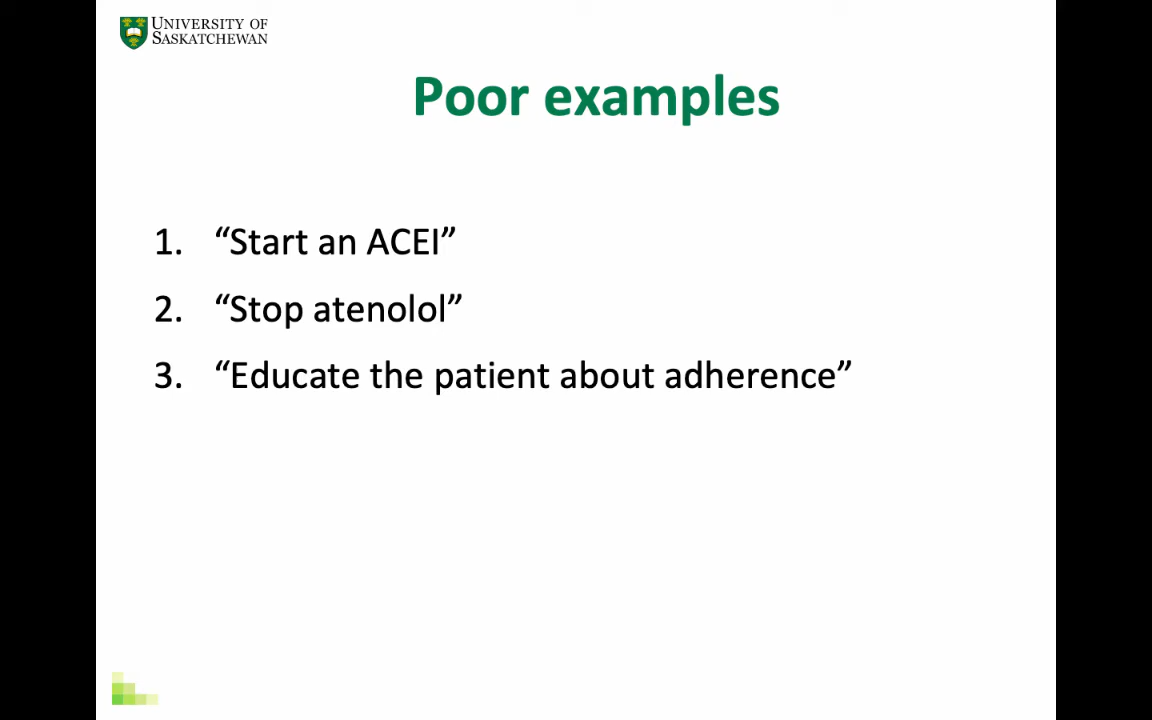 UNIVERSITY OF
SASKATCHEWAN
Poor examples
1. “Start an ACEI”
2. “Stop atenolol”
3. “Educate the patient about adherence”